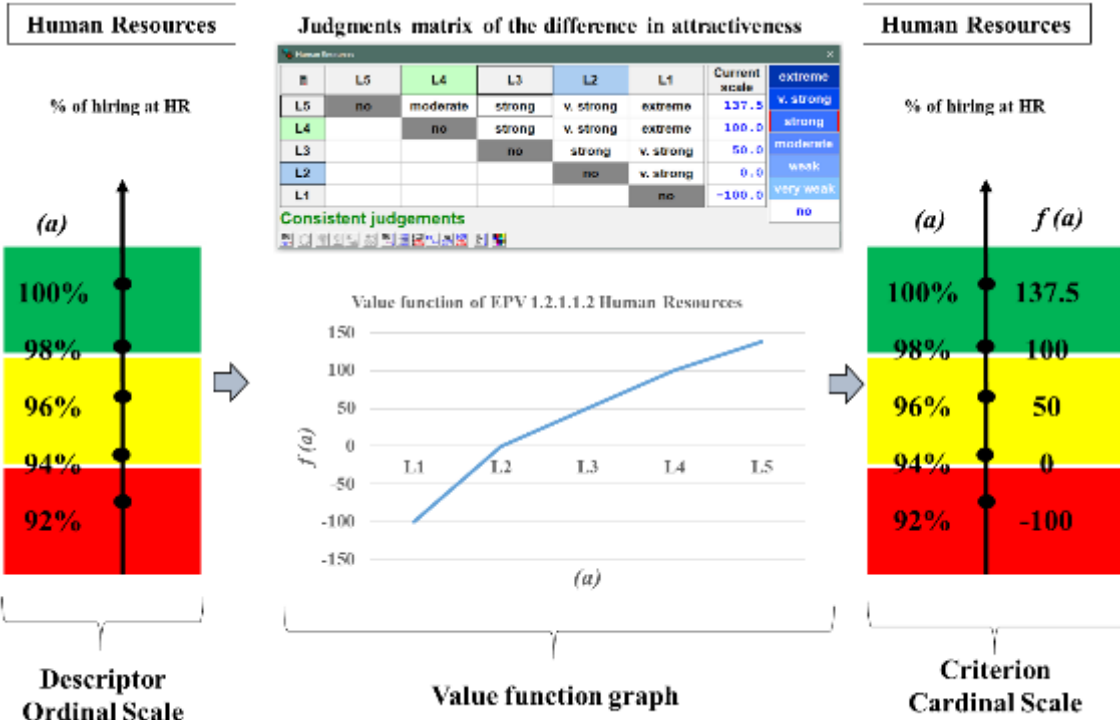 Human Resources
Judgments matrix of the difference in attractiveness
Human Resources
% of hiring at HR
(a)
100%
98%
96%
94%
92%
Descriptor
Ordinal Scale
Human Resources
L5 L4 L3 L2 L1 Current scale
L5 no moderate strong v. strong extreme 137.5
L4 no strong v. strong extreme 100.0
L3 no strong v. strong 50.0
L2 no v. strong 0.0
L1 no -100.0
extreme
v. strong
strong
moderate
weak
very weak
no
Consistent judgements
Value function of EPV 1.2.1.1.2 Human Resources
150
100
50
0
-50
-100
-150
f (a)
L1 L2 L3 L4 L5
(a)
Value function graph
% of hiring at HR
(a) f (a)
100% 137.5
98% 100
96% 50
94% 0
92% -100
Criterion
Cardinal Scale